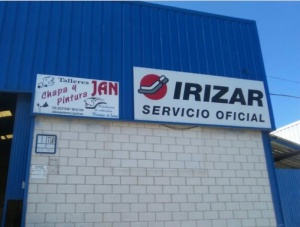 Talleres
Chapa y
Pintura
JAN
IRIZAR
SERVICIO OFICIAL